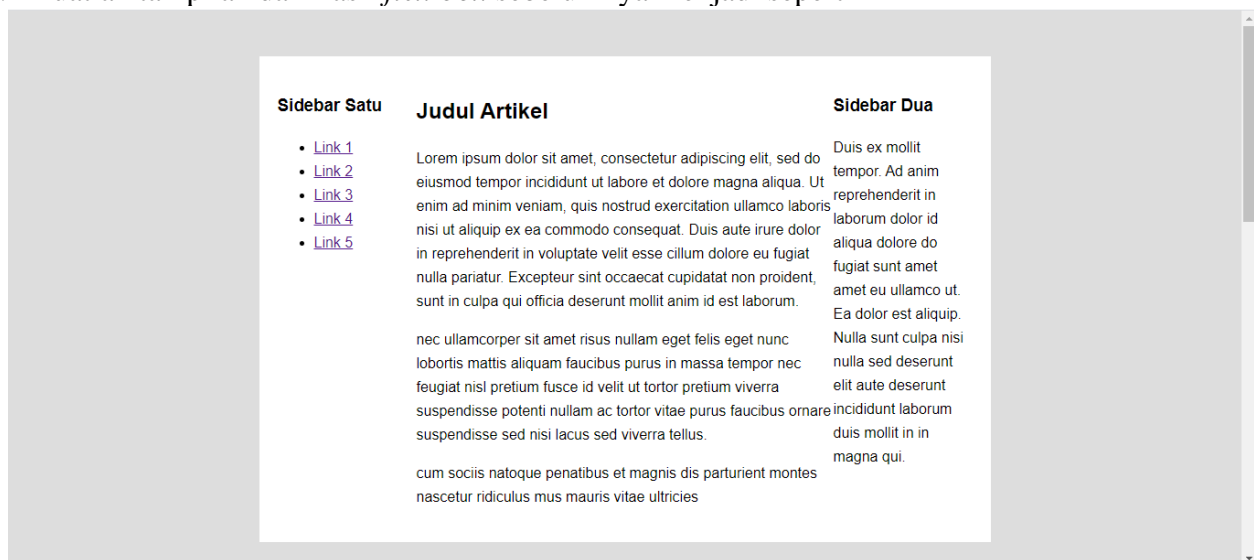 Sidebar Satu
Link 1
Link 2
Link 3
Link 4
Link 5
Judul Artikel
Lorem ipsum dolor sit amet, consectetur adipiscing elit, sed do
eiusmod tempor incididunt ut labore et dolore magna aliqua. Ut
enim ad minim veniam, quis nostrud exercitation ullamco laboris
nisi ut aliquip ex ea commodo consequat. Duis aute irure dolor
in reprehenderit in voluptate velit esse cillum dolore eu fugiat
nulla pariatur. Excepteur sint occaecat cupidatat non proident,
sunt in culpa qui officia deserunt mollit anim id est laborum.
nec ullamcorper sit amet risus nullam eget felis eget nunc
lobortis mattis aliquam faucibus purus in massa tempor nec
feugiat nisl pretium fusce id velit ut tortor pretium viverra
suspendisse potenti nullam ac tortor vitae purus faucibus ornare
suspendisse sed nisi lacus sed viverra tellus.
cum sociis natoque penatibus et magnis dis parturient montes
nascetur ridiculus mus mauris vitae ultricies
Sidebar Dua
Duis ex mollit
tempor. Ad anim
reprehenderit in
laborum dolor id
aliqua dolore do
fugiat sunt amet
amet eu ullamco ut.
Ea dolor est aliquip.
Nulla sunt culpa nisi
nulla sed deserunt
elit aute deserunt
incididunt laborum
duis mollit in in
magna qui.